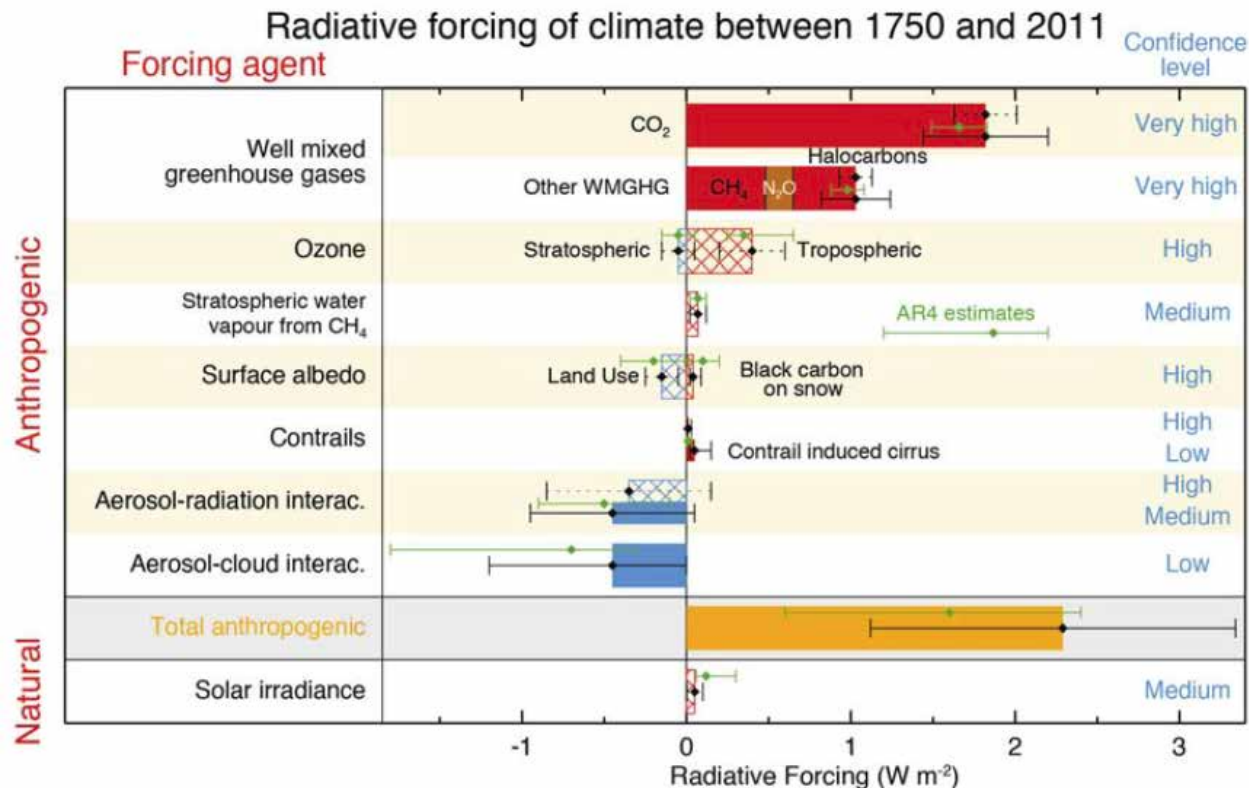 Radiative forcing of climate between 1750 and 2011
Forcing agent
Confidence
level
Anthropogenic
Well mixed
greenhouse gases
CO₂
Very high
Halocarbons
Other WMGHG
CH₄
N₂O
Very high
Ozone
Stratospheric
Tropospheric
High
Stratospheric water
vapour from CH₄
AR4 estimates
Medium
Surface albedo
Land Use
Black carbon
on snow
High
Contrails
High
Contrail induced cirrus
Low
Aerosol-radiation interac.
High
Medium
Aerosol-cloud interac.
Low
Total anthropogenic
Natural
Solar irradiance
Medium
-1 0 1 2 3
Radiative Forcing (W m⁻²)